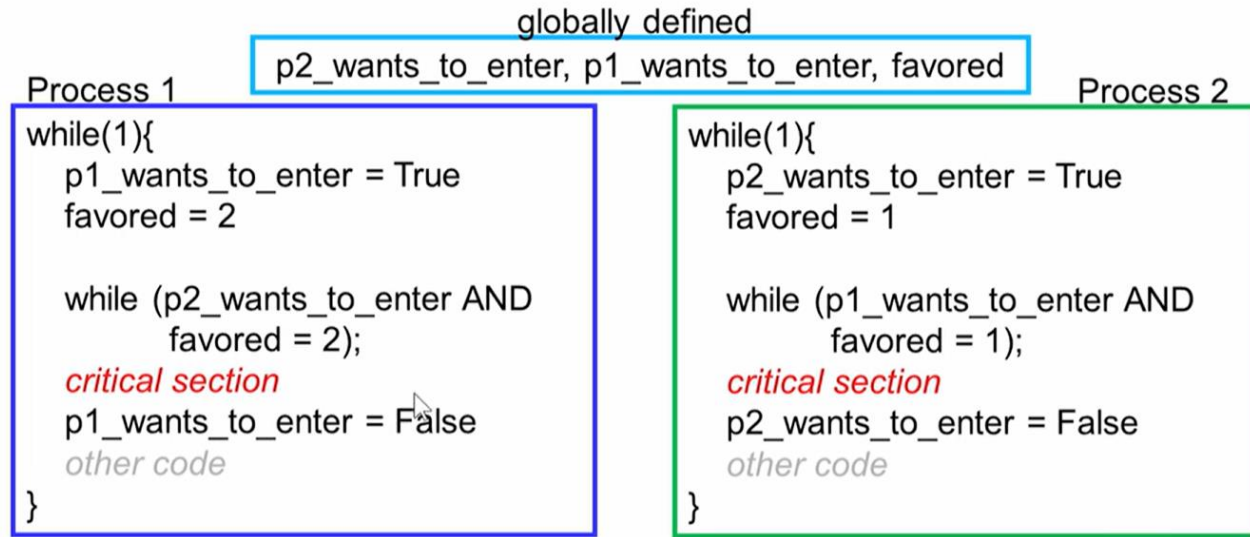 globally defined
p2_wants_to_enter, p1_wants_to_enter, favored
Process 1
while(1){
p1_wants_to_enter = True
favored = 2
while (p2_wants_to_enter AND
favored = 2);
critical section
p1_wants_to_enter = False
other code
}
Process 2
while(1){
p2_wants_to_enter = True
favored = 1
while (p1_wants_to_enter AND
favored = 1);
critical section
p2_wants_to_enter = False
other code
}